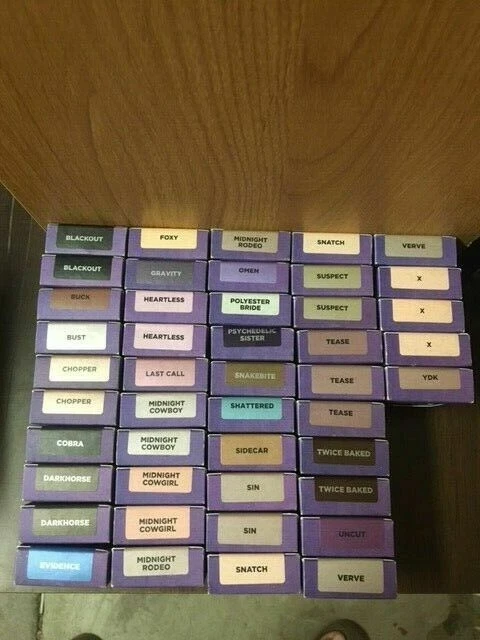 BLACKOUT
BLACKOUT
BUCK
BUST
CHOPPER
CHOPPER
COBRA
DARKHORSE
DARKHORSE
EVIDENCE
FOXY
GRAVITY
HEARTLESS
HEARTLESS
LAST CALL
MIDNIGHT
COWBOY
MIDNIGHT
COWBOY
MIDNIGHT
COWGIRL
MIDNIGHT
COWGIRL
MIDNIGHT
RODEO
MIDNIGHT
RODEO
OMEN
POLYESTER
BRIDE
PSYCHEDELIC
SISTER
SNAKEBITE
SHATTERED
SIDECAR
SIN
SIN
SNATCH
SNATCH
SUSPECT
SUSPECT
TEASE
TEASE
TEASE
TWICE BAKED
TWICE BAKED
UNCUT
VERVE
VERVE
X
X
X
YDK